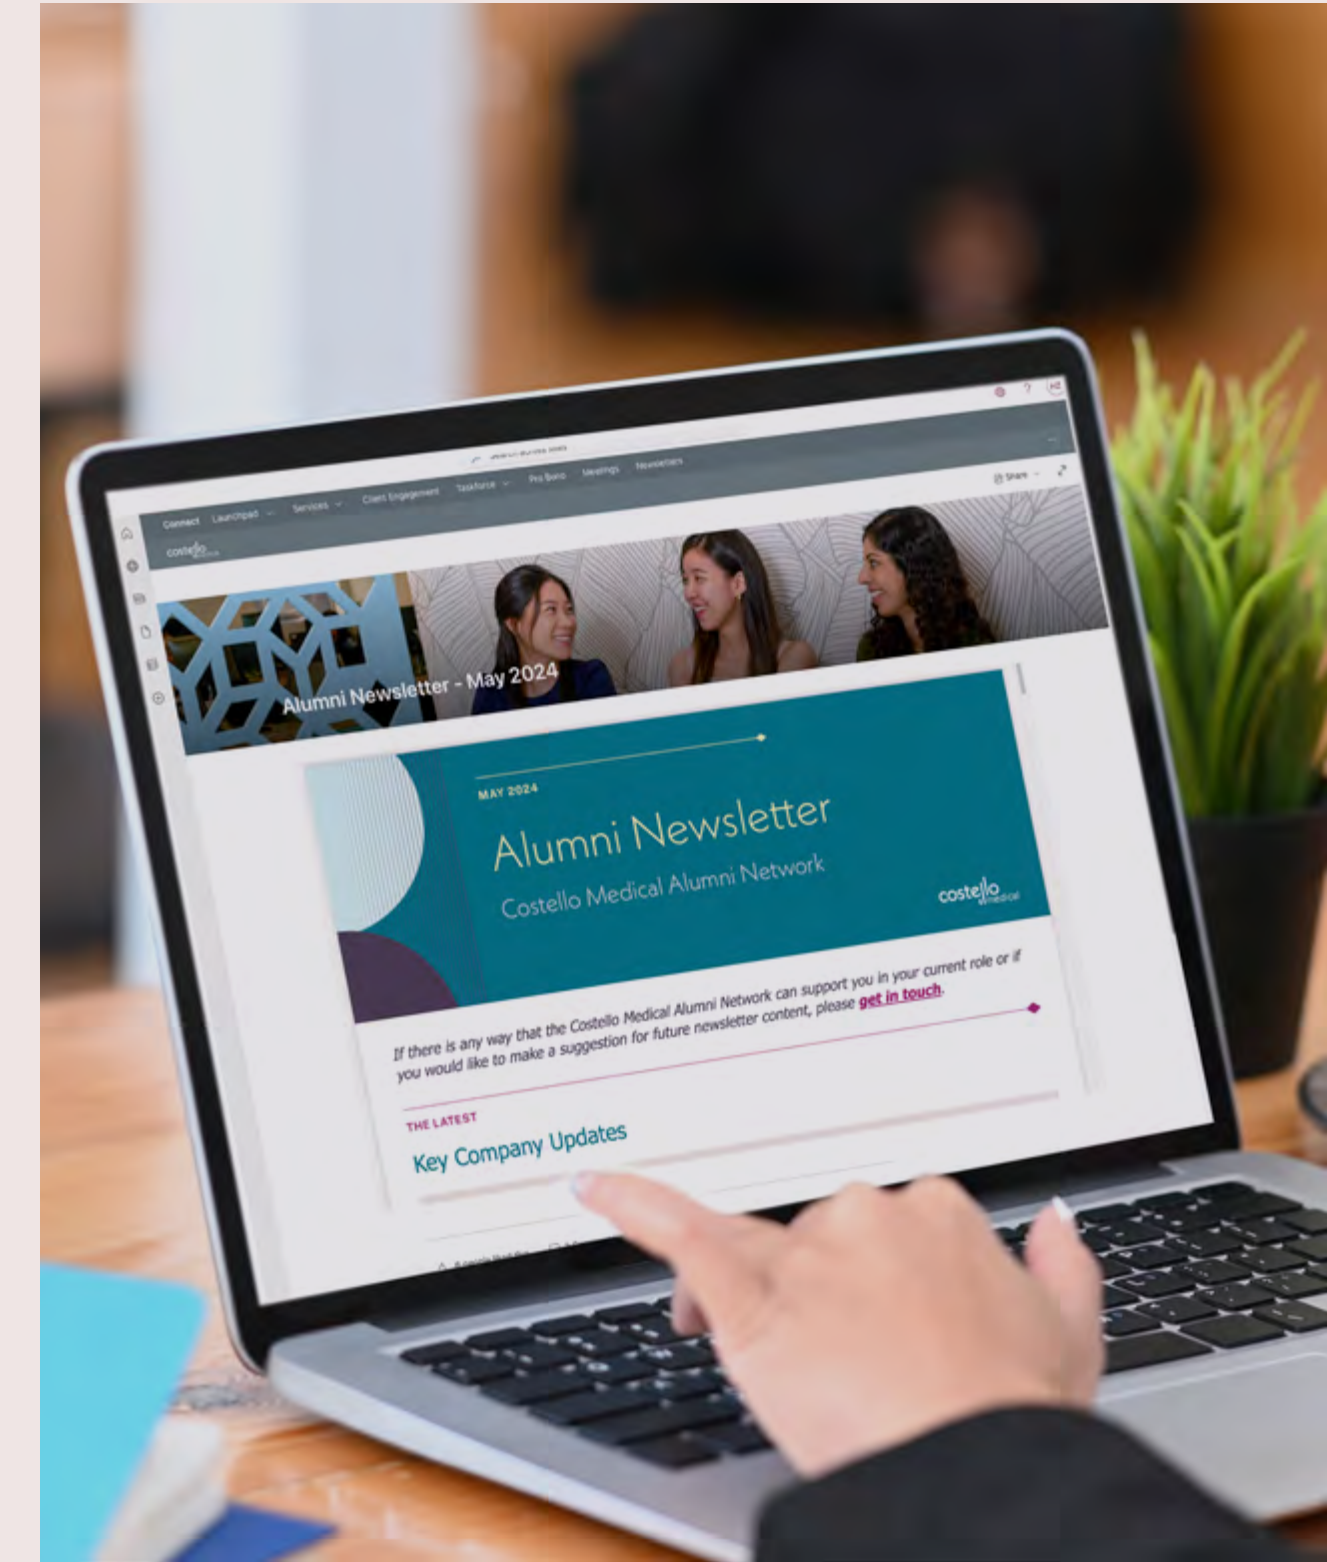 Connect Launchpad Services Client Engagement Taskforce Pro Bono Meetings Newsletters
costello medical
Share
Alumni Newsletter - May 2024
MAY 2024
Alumni Newsletter
Costello Medical Alumni Network
costello medical
If there is any way that the Costello Medical Alumni Network can support you in your current role or if
you would like to make a suggestion for future newsletter content, please get in touch.
THE LATEST
Key Company Updates